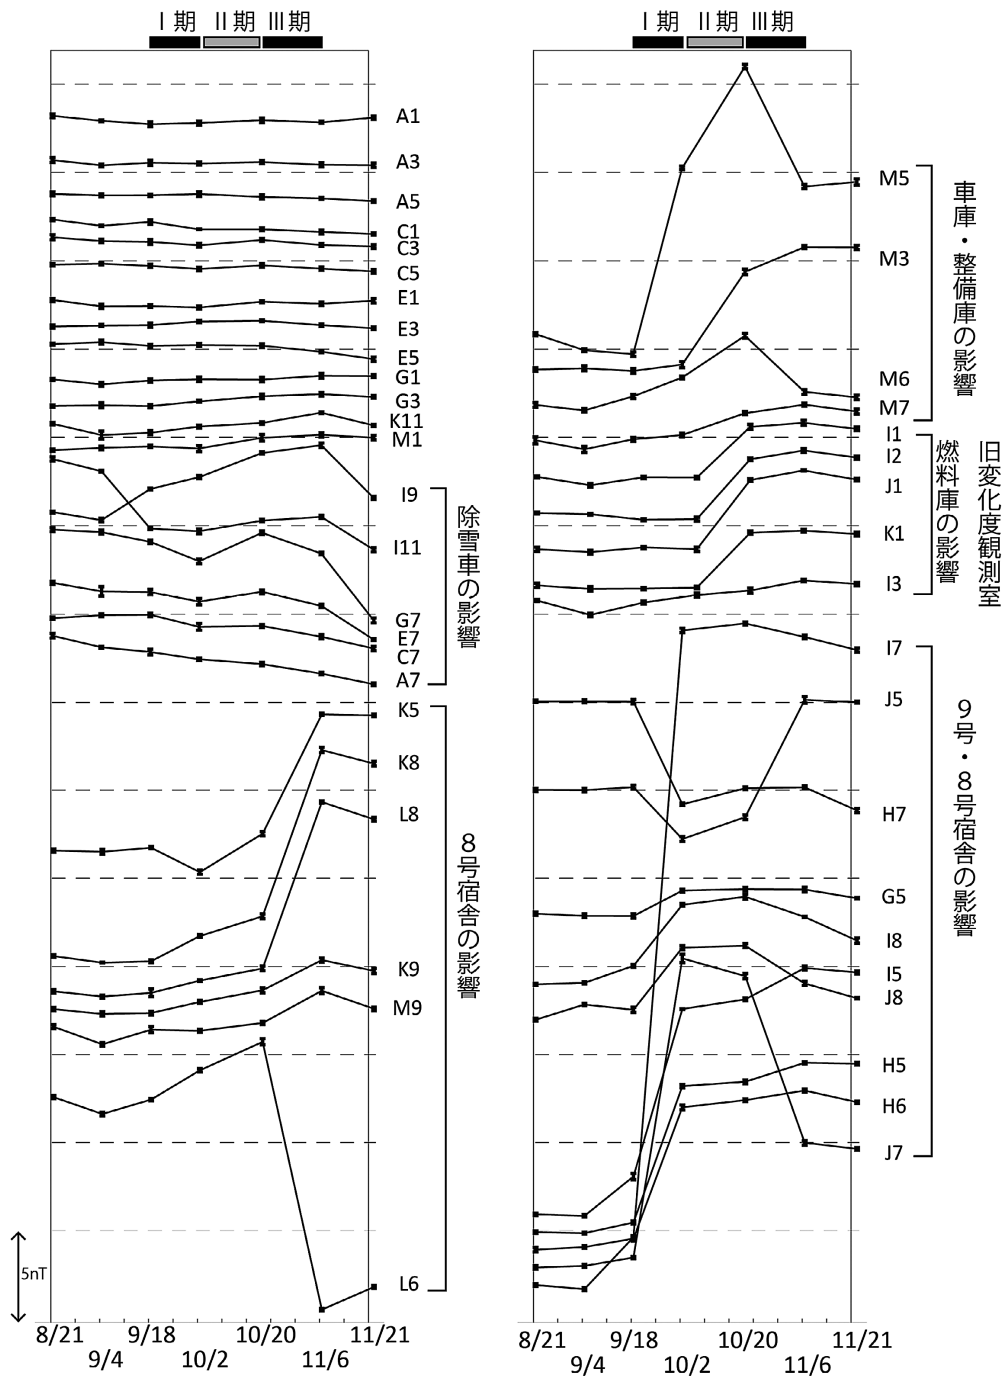 Ⅰ 期 Ⅱ 期 Ⅲ期
A1
A3
A5
C1
C3
C5
E1
E3
E5
G1
G3
K11
M1
I9
I11
G7
E7
C7
A7
除雪車の影響
K5
K8
L8
K9
M9
L6
8号宿舎の影響
5nT
8/21 9/18 10/20 11/21
9/4 10/2 11/6
Ⅰ 期 Ⅱ 期 Ⅲ期
M5
M3
M6
M7
車庫・整備庫の影響
I1
I2
J1
K1
I3
旧変化度観測室
燃料庫の影響
I7
J5
H7
G5
I8
I5
J8
H5
H6
J7
9号・8号宿舎の影響
8/21 9/18 10/20 11/21
9/4 10/2 11/6